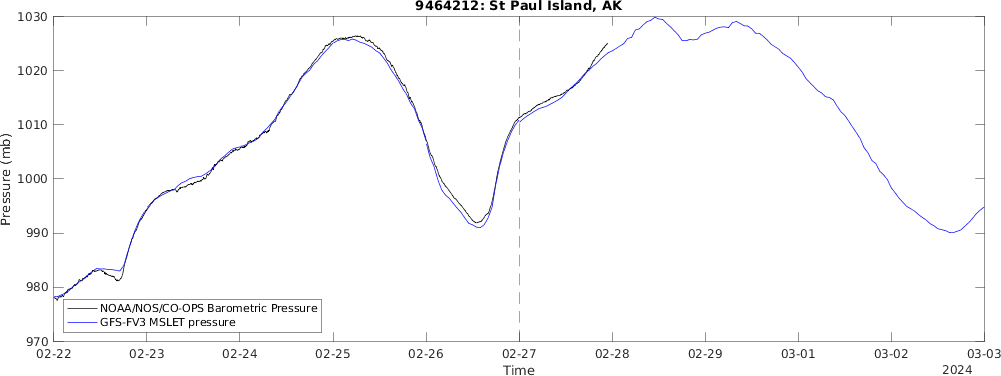 9464212: St Paul Island, AK
1030
1020
1010
1000
990
980
970
Pressure (mb)
NOAA/NOS/CO-OPS Barometric Pressure
GFS-FV3 MSLET pressure
02-22 02-23 02-24 02-25 02-26 02-27 02-28 02-29 03-01 03-02 03-03
Time
2024